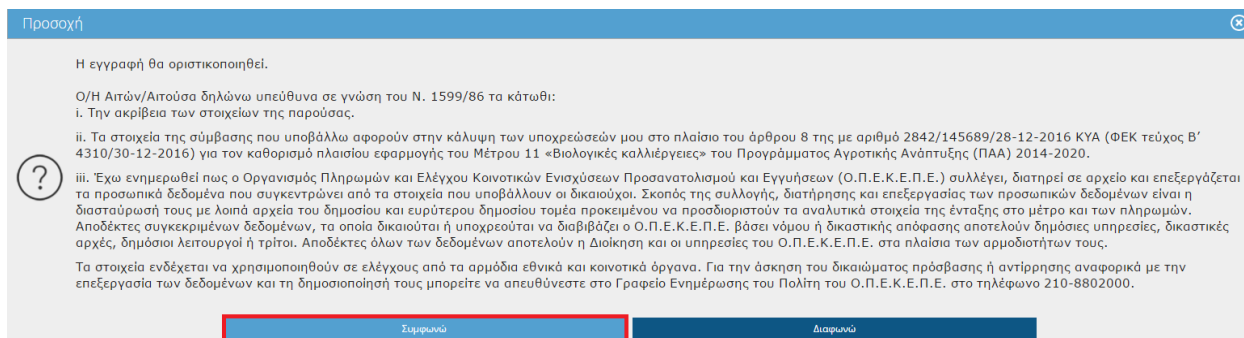 Προσοχή
Η εγγραφή θα οριστικοποιηθεί.
Ο/Η Αιτών/Αιτούσα δηλώνω υπεύθυνα σε γνώση του Ν. 1599/86 τα κάτωθι:
i. Την ακρίβεια των στοιχείων της παρούσας.
ii. Τα στοιχεία της σύμβασης που υποβάλλω αφορούν στην κάλυψη των υποχρεώσεών μου στο πλαίσιο του άρθρου 8 της με αριθμό 2842/145689/28-12-2016 ΚΥΑ (ΦΕΚ τεύχος Β’
4310/30-12-2016) για τον καθορισμό πλαισίου εφαρμογής του Μέτρου 11 «Βιολογικές καλλιέργειες» του Προγράμματος Αγροτικής Ανάπτυξης (ΠΑΑ) 2014-2020.
iii. Έχω ενημερωθεί πως ο Οργανισμός Πληρωμών και Ελέγχου Κοινοτικών Ενισχύσεων Προσανατολισμού και Εγγυήσεων (Ο.Π.Ε.Κ.Ε.Π.Ε.) συλλέγει, διατηρεί σε αρχείο και επεξεργάζεται
τα προσωπικά δεδομένα που συγκεντρώνει από τα στοιχεία που υποβάλλουν οι δικαιούχοι. Σκοπός της συλλογής, διατήρησης και επεξεργασίας των προσωπικών δεδομένων είναι η
διασταύρωσή τους με λοιπά αρχεία του δημοσίου και ευρύτερου δημοσίου τομέα προκειμένου να προσδιοριστούν τα αναλυτικά στοιχεία της ένταξης στο μέτρο και των πληρωμών.
Αποδέκτες συγκεκριμένων δεδομένων, τα οποία δικαιούται ή υποχρεούται να διαβιβάζει ο Ο.Π.Ε.Κ.Ε.Π.Ε. βάσει νόμου ή δικαστικής απόφασης αποτελούν δημόσιες υπηρεσίες, δικαστικές
αρχές, δημόσιοι λειτουργοί ή τρίτοι. Αποδέκτες όλων των δεδομένων αποτελούν η Διοίκηση και οι υπηρεσίες του Ο.Π.Ε.Κ.Ε.Π.Ε. στα πλαίσια των αρμοδιοτήτων τους.
Τα στοιχεία ενδέχεται να χρησιμοποιηθούν σε ελέγχους από τα αρμόδια εθνικά και κοινοτικά όργανα. Για την άσκηση του δικαιώματος πρόσβασης ή αντίρρησης αναφορικά με την
επεξεργασία των δεδομένων και τη δημοσιοποίησή τους μπορείτε να απευθύνεστε στο Γραφείο Ενημέρωσης του Πολίτη του Ο.Π.Ε.Κ.Ε.Π.Ε. στο τηλέφωνο 210-8802000.
Συμφωνώ
Διαφωνώ